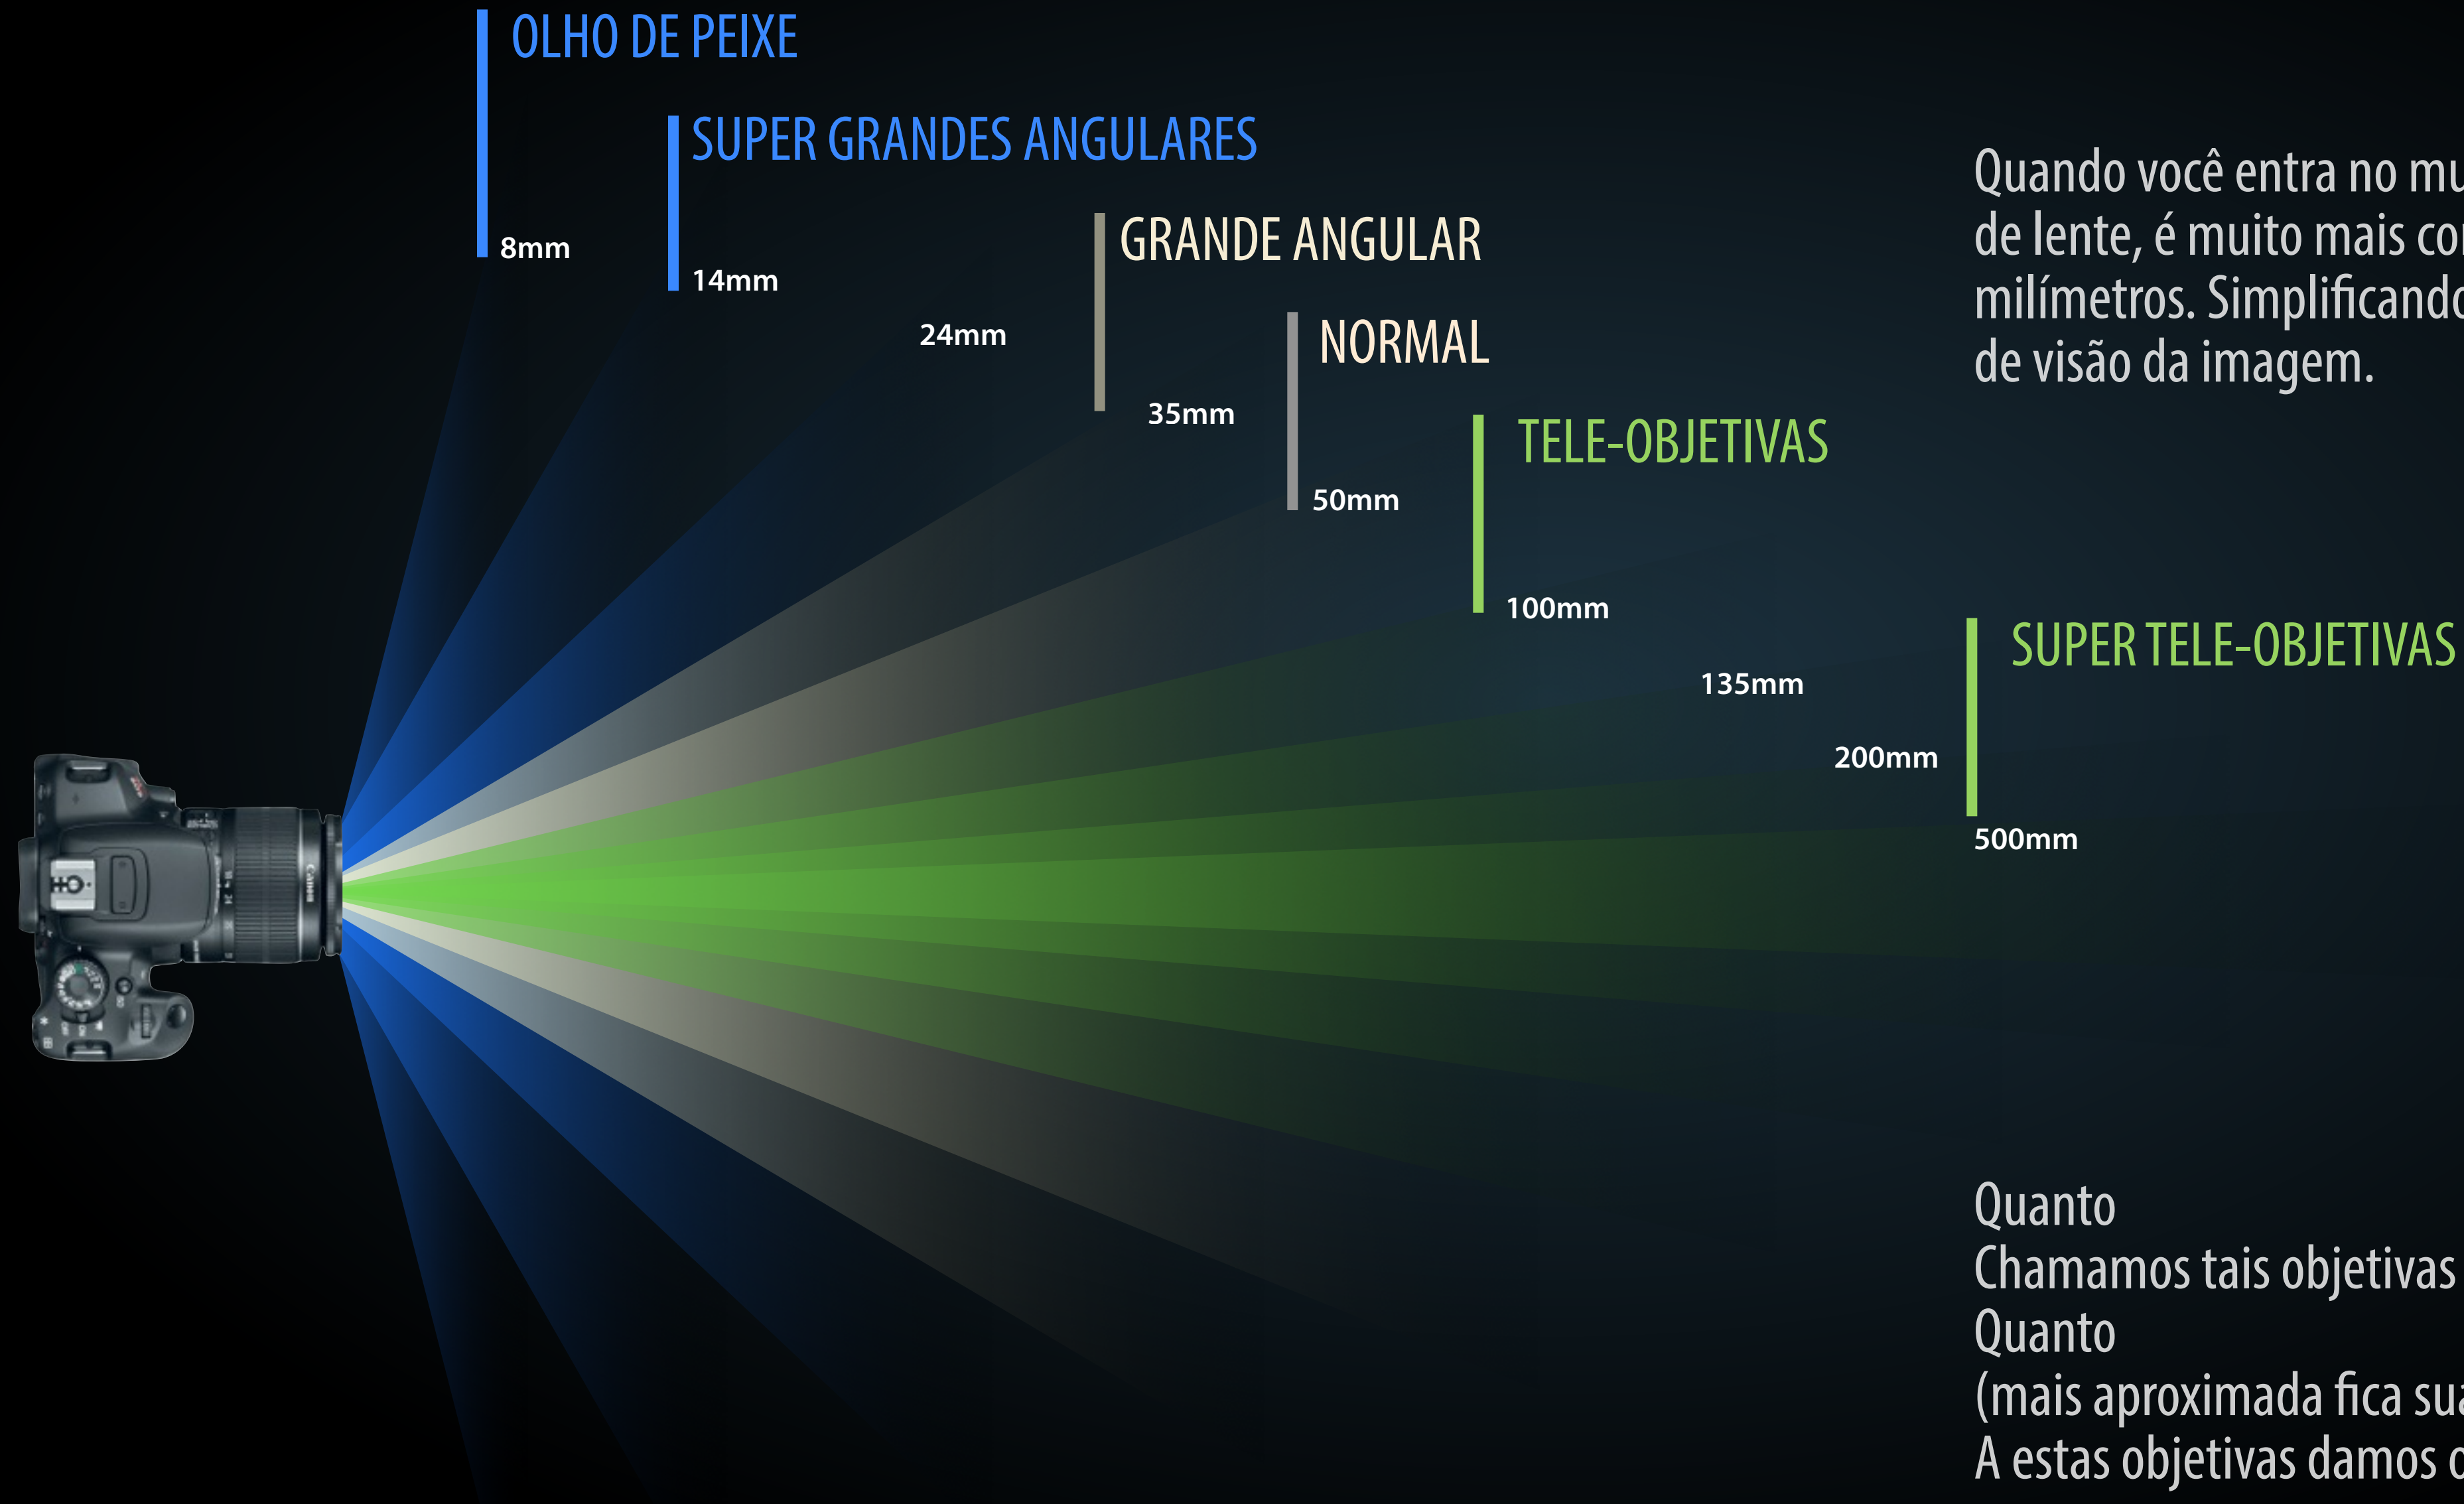 OLHO DE PEIXE
8mm
SUPER GRANDES ANGULARES
14mm
24mm
GRANDE ANGULAR
35mm
NORMAL
50mm
TELE-OBJETIVAS
100mm
135mm
200mm
SUPER TELE-OBJETIVAS
500mm
Quando você entra no mu
de lente, é muito mais co
milímetros. Simplificando
de visão da imagem.
Quanto
Chamamos tais objetivas
Quanto
(mais aproximada fica sua
A estas objetivas damos o